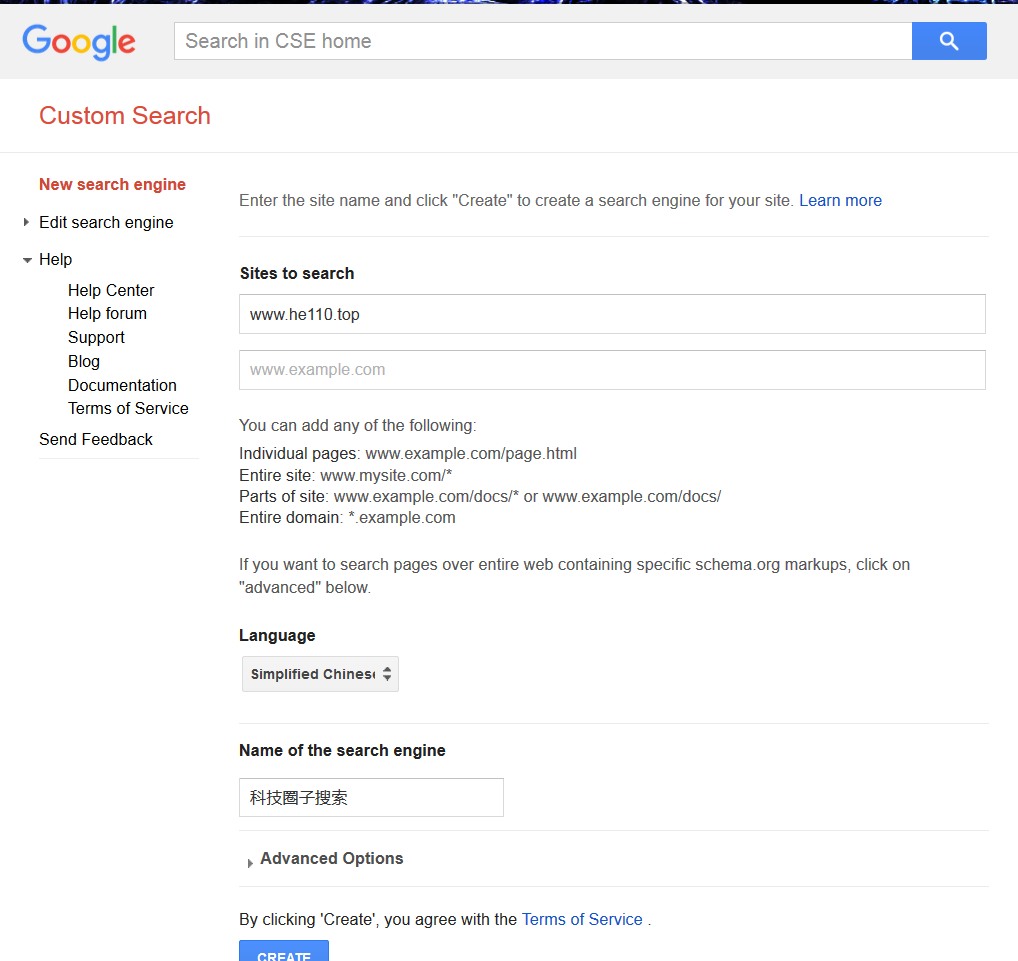 Google
Search in CSE home
Custom Search
New search engine
Edit search engine
Help
Help Center
Help forum
Support
Blog
Documentation
Terms of Service
Send Feedback
Enter the site name and click "Create" to create a search engine for your site. Learn more
Sites to search
www.he110.top
www.example.com
You can add any of the following:
Individual pages: www.example.com/page.html
Entire site: www.mysite.com/*
Parts of site: www.example.com/docs/* or www.example.com/docs/
Entire domain: *.example.com
If you want to search pages over entire web containing specific schema.org markups, click on
"advanced" below.
Language
Simplified Chinese
Name of the search engine
科技圈子搜索
Advanced Options
By clicking 'Create', you agree with the Terms of Service .
CREATE